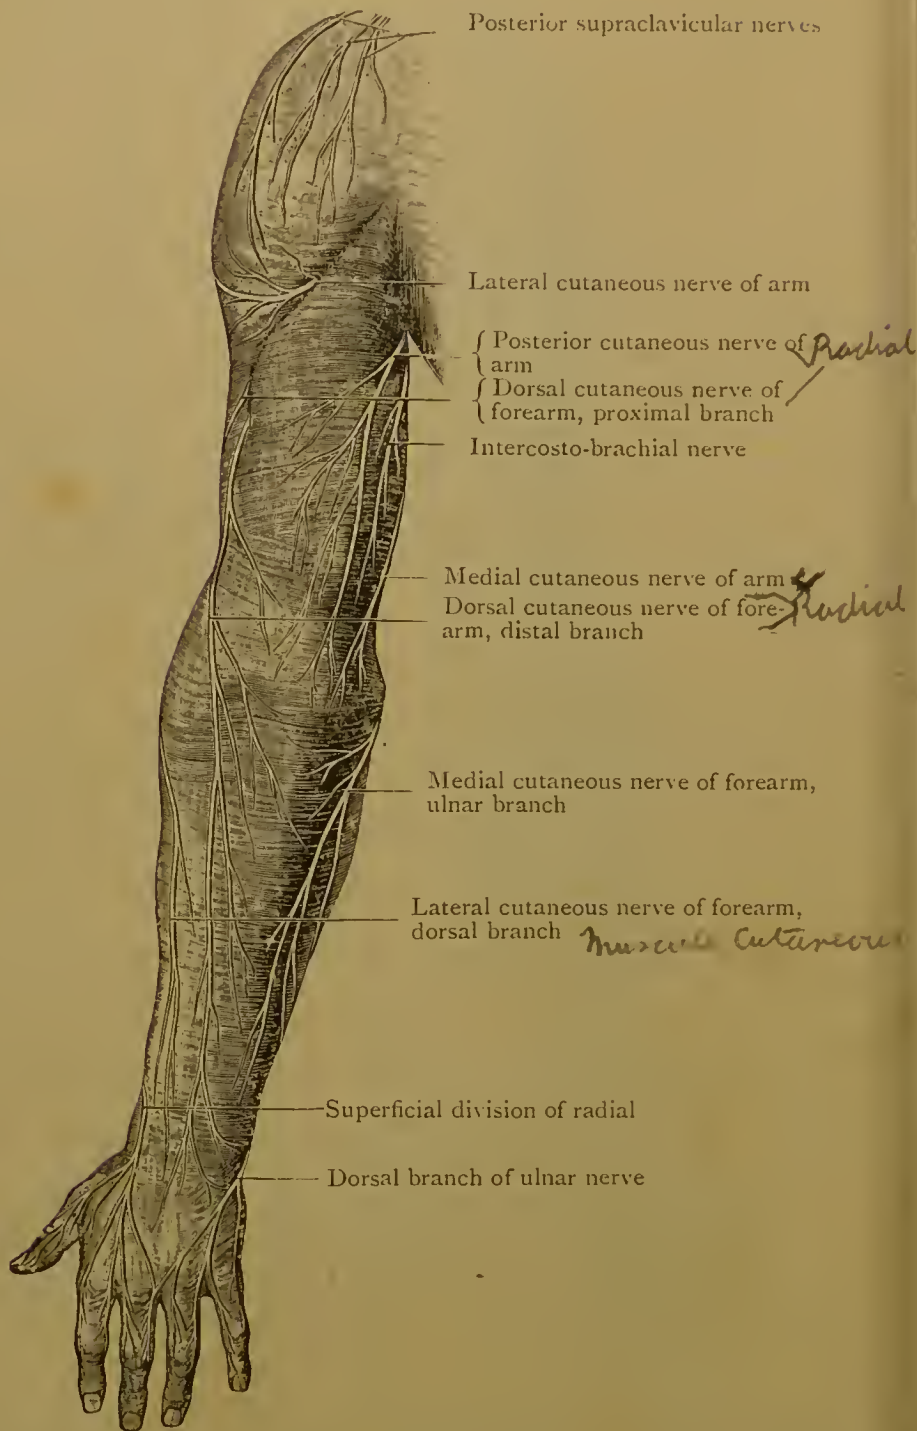 Posterior supraclavicular nerves
Lateral cutaneous nerve of arm
Posterior cutaneous nerve of Radial
arm
Dorsal cutaneous nerve of
forearm, proximal branch
Intercosto-brachial nerve
Medial cutaneous nerve of arm
Dorsal cutaneous nerve of fore- Radial
arm, distal branch
Medial cutaneous nerve of forearm,
ulnar branch
Lateral cutaneous nerve of forearm,
dorsal branch Cutaneous
Superficial division of radial
Dorsal branch of ulnar nerve